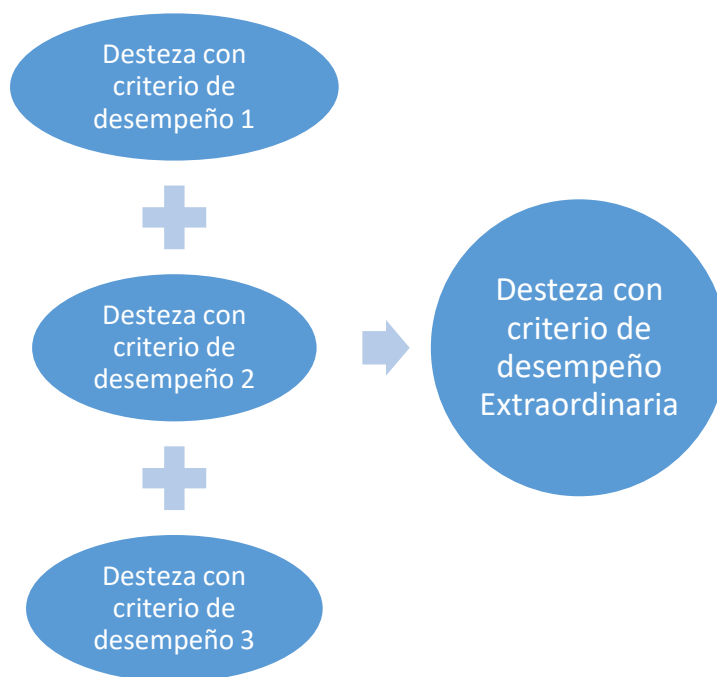 Desteza con
criterio de
desempeño 1
Desteza con
criterio de
desempeño 2
Desteza con
criterio de
desempeño 3
Desteza con
criterio de
desempeño
Extraordinaria